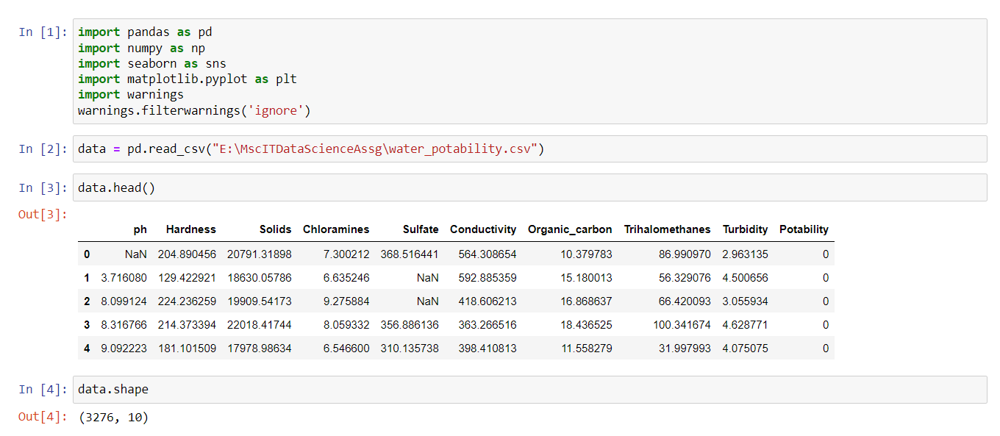 In [1]: import pandas as pd
import numpy as np
import seaborn as sns
import matplotlib.pyplot as plt
import warnings
warnings.filterwarnings('ignore')
In [2]: data = pd.read_csv("E:\MscITDataScienceAssg\water_potability.csv")
In [3]: data.head()
Out[3]:
ph Hardness Solids Chloramines Sulfate Conductivity Organic_carbon Trihalomethanes Turbidity Potability
0 NaN 204.890456 20791.31898 7.300212 368.516441 564.308654 10.379783 86.990970 2.963135 0
1 3.716080 129.422921 18630.05786 6.635246 NaN 592.885359 15.180013 56.329076 4.500656 0
2 8.099124 224.236259 19909.54173 9.275884 NaN 418.606213 16.868637 66.420093 3.055934 0
3 8.316766 214.373394 22018.41744 8.059332 356.886136 363.266516 18.436525 100.341674 4.628771 0
4 9.092223 181.101509 17978.98634 6.546600 310.135738 398.410813 11.558279 31.997993 4.075075 0
In [4]: data.shape
Out[4]: (3276, 10)